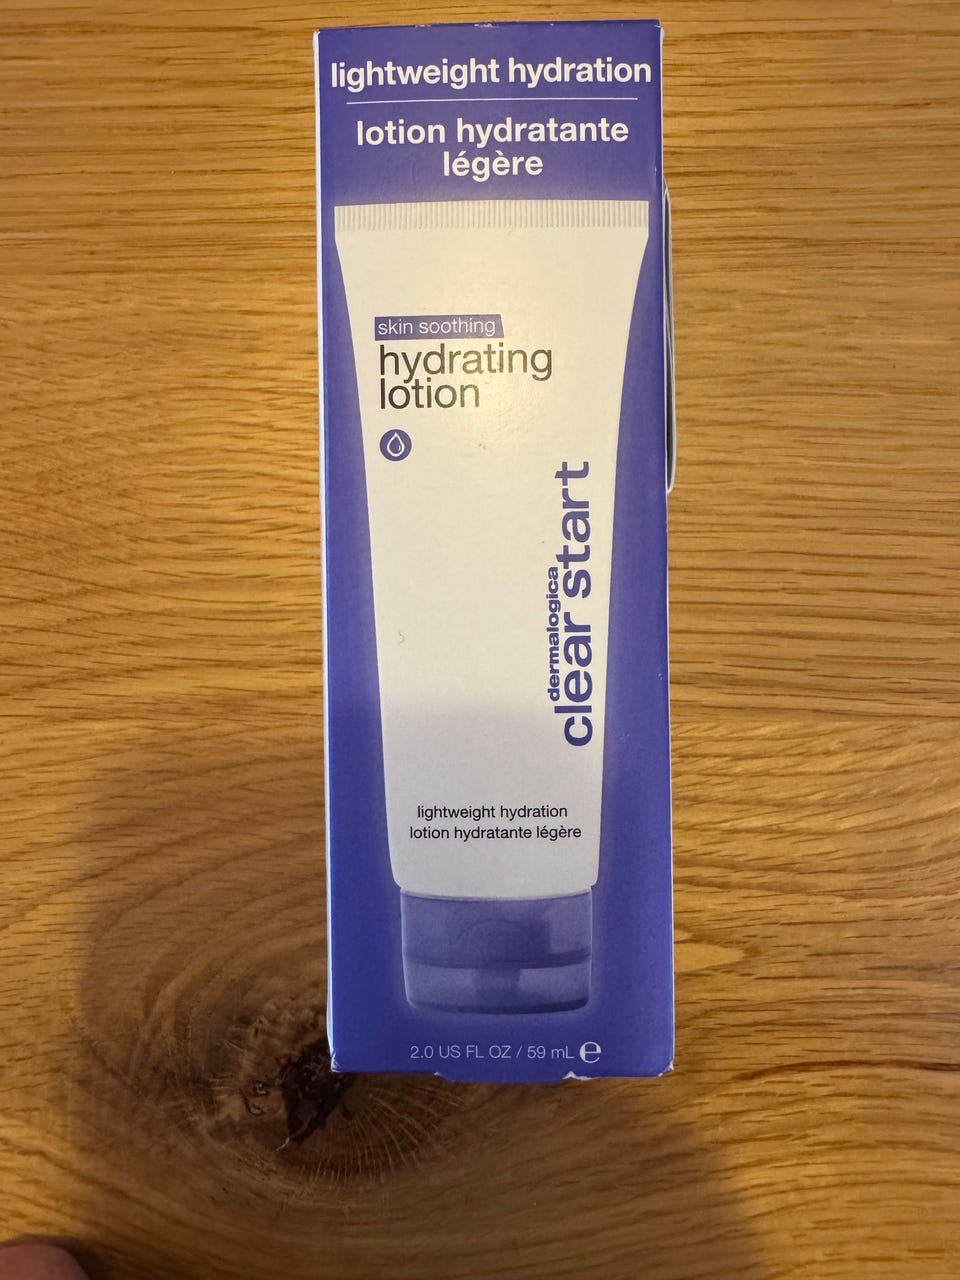 lightweight hydration
lotion hydratante
légère
skin soothing
hydrating
lotion
dermalogica
clear start
lightweight hydration
lotion hydratante légère
2.0 US FL OZ / 59 mL ℮